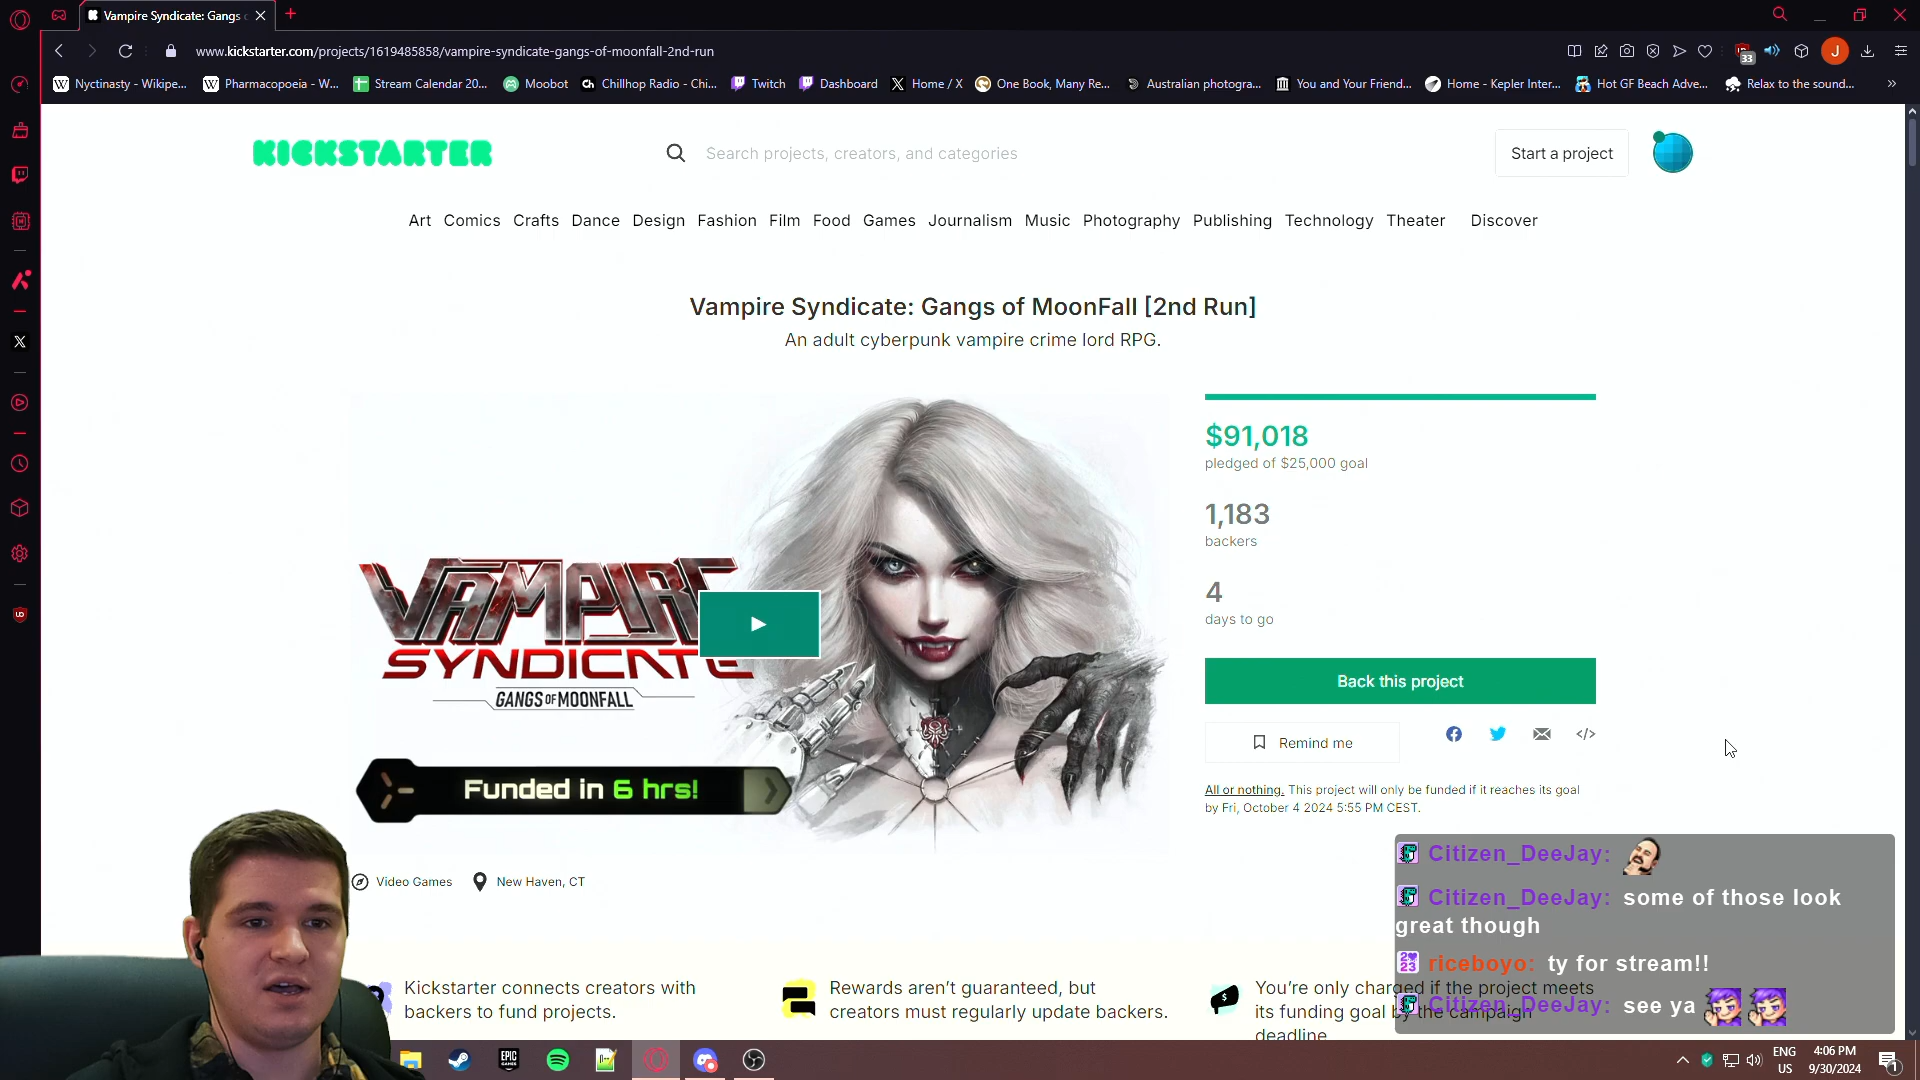 Vampire Syndicate: Gangs
www.kickstarter.com/projects/1619485858/vampire-syndicate-gangs-of-moonfall-2nd-run
33
J
Nyctinasty - Wikipe... Pharmacopoeia - W... Stream Calendar 20... Moobot Chillhop Radio - Chi... Twitch Dashboard Home / X One Book, Many Re... Australian photogra... You and Your Friend... Home - Kepler Inter... Hot GF Beach Adve... Relax to the sound... »
KICKSTARTER
Search projects, creators, and categories
Start a project
Art Comics Crafts Dance Design Fashion Film Food Games Journalism Music Photography Publishing Technology Theater Discover
Vampire Syndicate: Gangs of MoonFall [2nd Run]
An adult cyberpunk vampire crime lord RPG.
VAMPIRE
SYNDICATE
GANGS OF MOONFALL
Funded in 6 hrs!
$91,018
pledged of $25,000 goal
1,183
backers
4
days to go
Back this project
Remind me
All or nothing. This project will only be funded if it reaches its goal
by Fri, October 4 2024 5:55 PM CEST.
Video Games New Haven, CT
Kickstarter connects creators with
backers to fund projects.
Rewards aren't guaranteed, but
creators must regularly update backers.
You're only charged if the project meets
its funding goal by the campaign
deadline
Citizen_DeeJay:
Citizen_DeeJay: some of those look
great though
riceboyo: ty for stream!!
Citizen_DeeJay: see ya
EPIC
GAMES
ENG
US
4:06 PM
9/30/2024
1